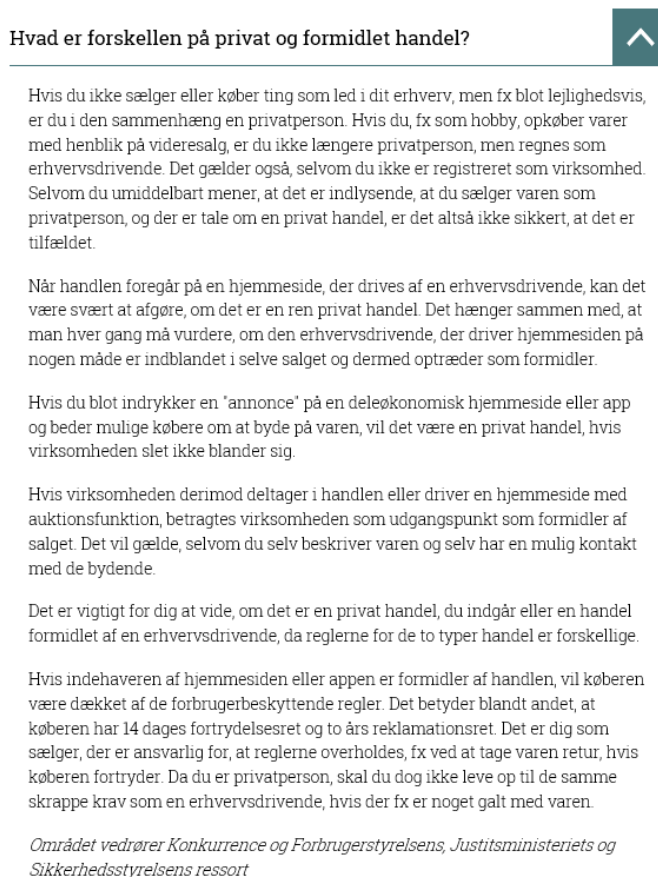 Hvad er forskellen på privat og formidlet handel?
Hvis du ikke sælger eller køber ting som led i dit erhverv, men fx blot lejlighedsvis,
er du i den sammenhæng en privatperson. Hvis du, fx som hobby, opkøber varer
med henblik på videresalg, er du ikke længere privatperson, men regnes som
erhvervsdrivende. Det gælder også, selvom du ikke er registreret som virksomhed.
Selvom du umiddelbart mener, at det er indlysende, at du sælger varen som
privatperson, og der er tale om en privat handel, er det altså ikke sikkert, at det er
tilfældet.
Når handlen foregår på en hjemmeside, der drives af en erhvervsdrivende, kan det
være svært at afgøre, om det er en ren privat handel. Det hænger sammen med, at
man hver gang må vurdere, om den erhvervsdrivende, der driver hjemmesiden på
nogen måde er indblandet i selve salget og dermed optræder som formidler.
Hvis du blot indrykker en "annonce" på en deleøkonomisk hjemmeside eller app
og beder mulige købere om at byde på varen, vil det være en privat handel, hvis
virksomheden slet ikke blander sig.
Hvis virksomheden derimod deltager i handlen eller driver en hjemmeside med
auktionsfunktion, betragtes virksomheden som udgangspunkt som formidler af
salget. Det vil gælde, selvom du selv beskriver varen og selv har en mulig kontakt
med de bydende.
Det er vigtigt for dig at vide, om det er en privat handel, du indgår eller en handel
formidlet af en erhvervsdrivende, da reglerne for de to typer handel er forskellige.
Hvis indehaveren af hjemmesiden eller appen er formidler af handlen, vil køberen
være dækket af de forbrugerbeskyttende regler. Det betyder blandt andet, at
køberen har 14 dages fortrydelsesret og to års reklamationsret. Det er dig som
sælger, der er ansvarlig for, at reglerne overholdes, fx ved at tage varen retur, hvis
køberen fortryder. Da du er privatperson, skal du dog ikke leve op til de samme
skrappe krav som en erhvervsdrivende, hvis der fx er noget galt med varen.
Området vedrører Konkurrence og Forbrugerstyrelsens, Justitsministeriets og
Sikkerhedsstyrelsens ressort